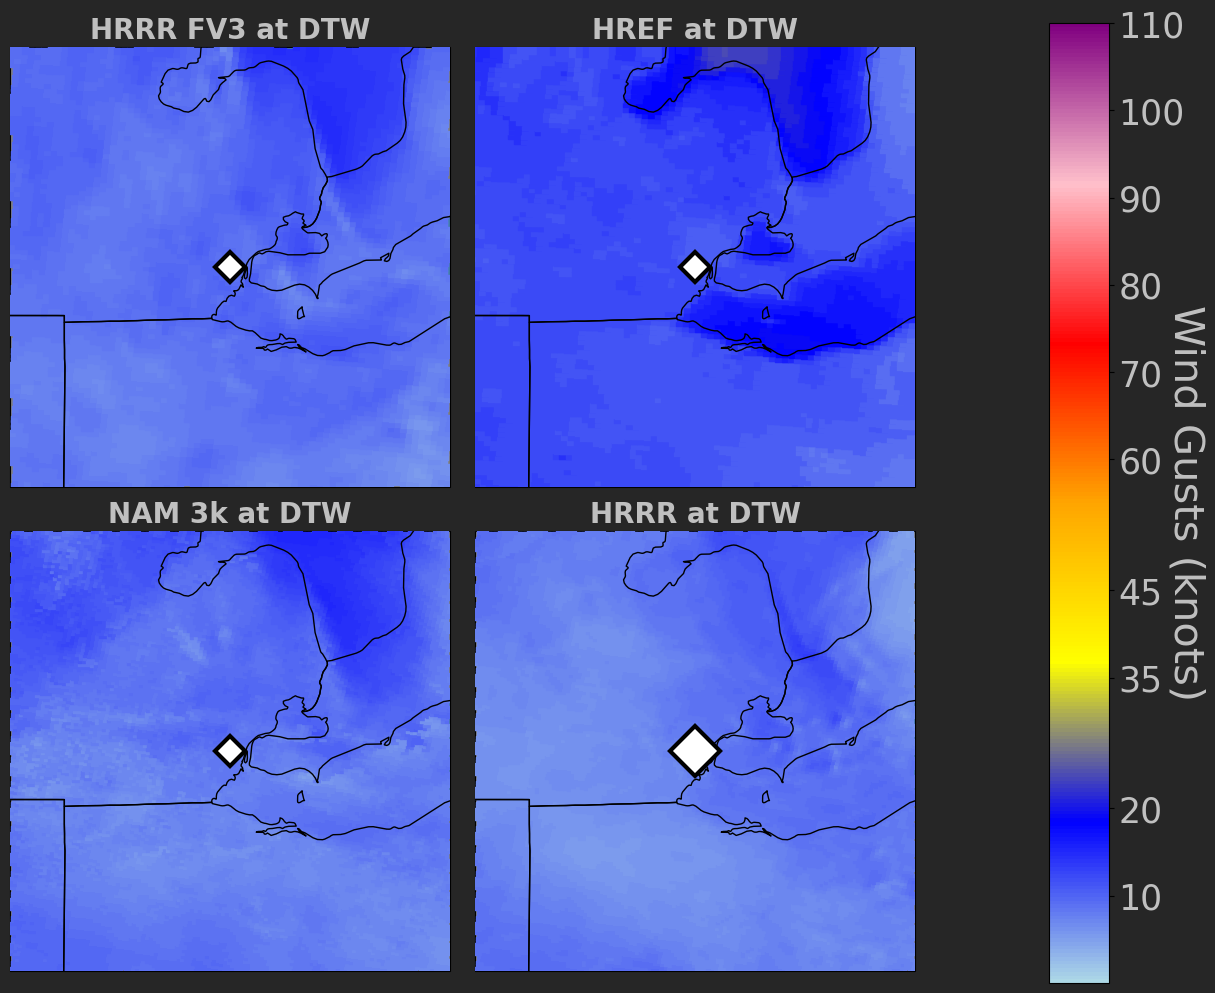 HRRR FV3 at DTW
HREF at DTW
NAM 3k at DTW
HRRR at DTW
110
100
90
80
70
60
45
35
20
10
Wind Gusts (knots)